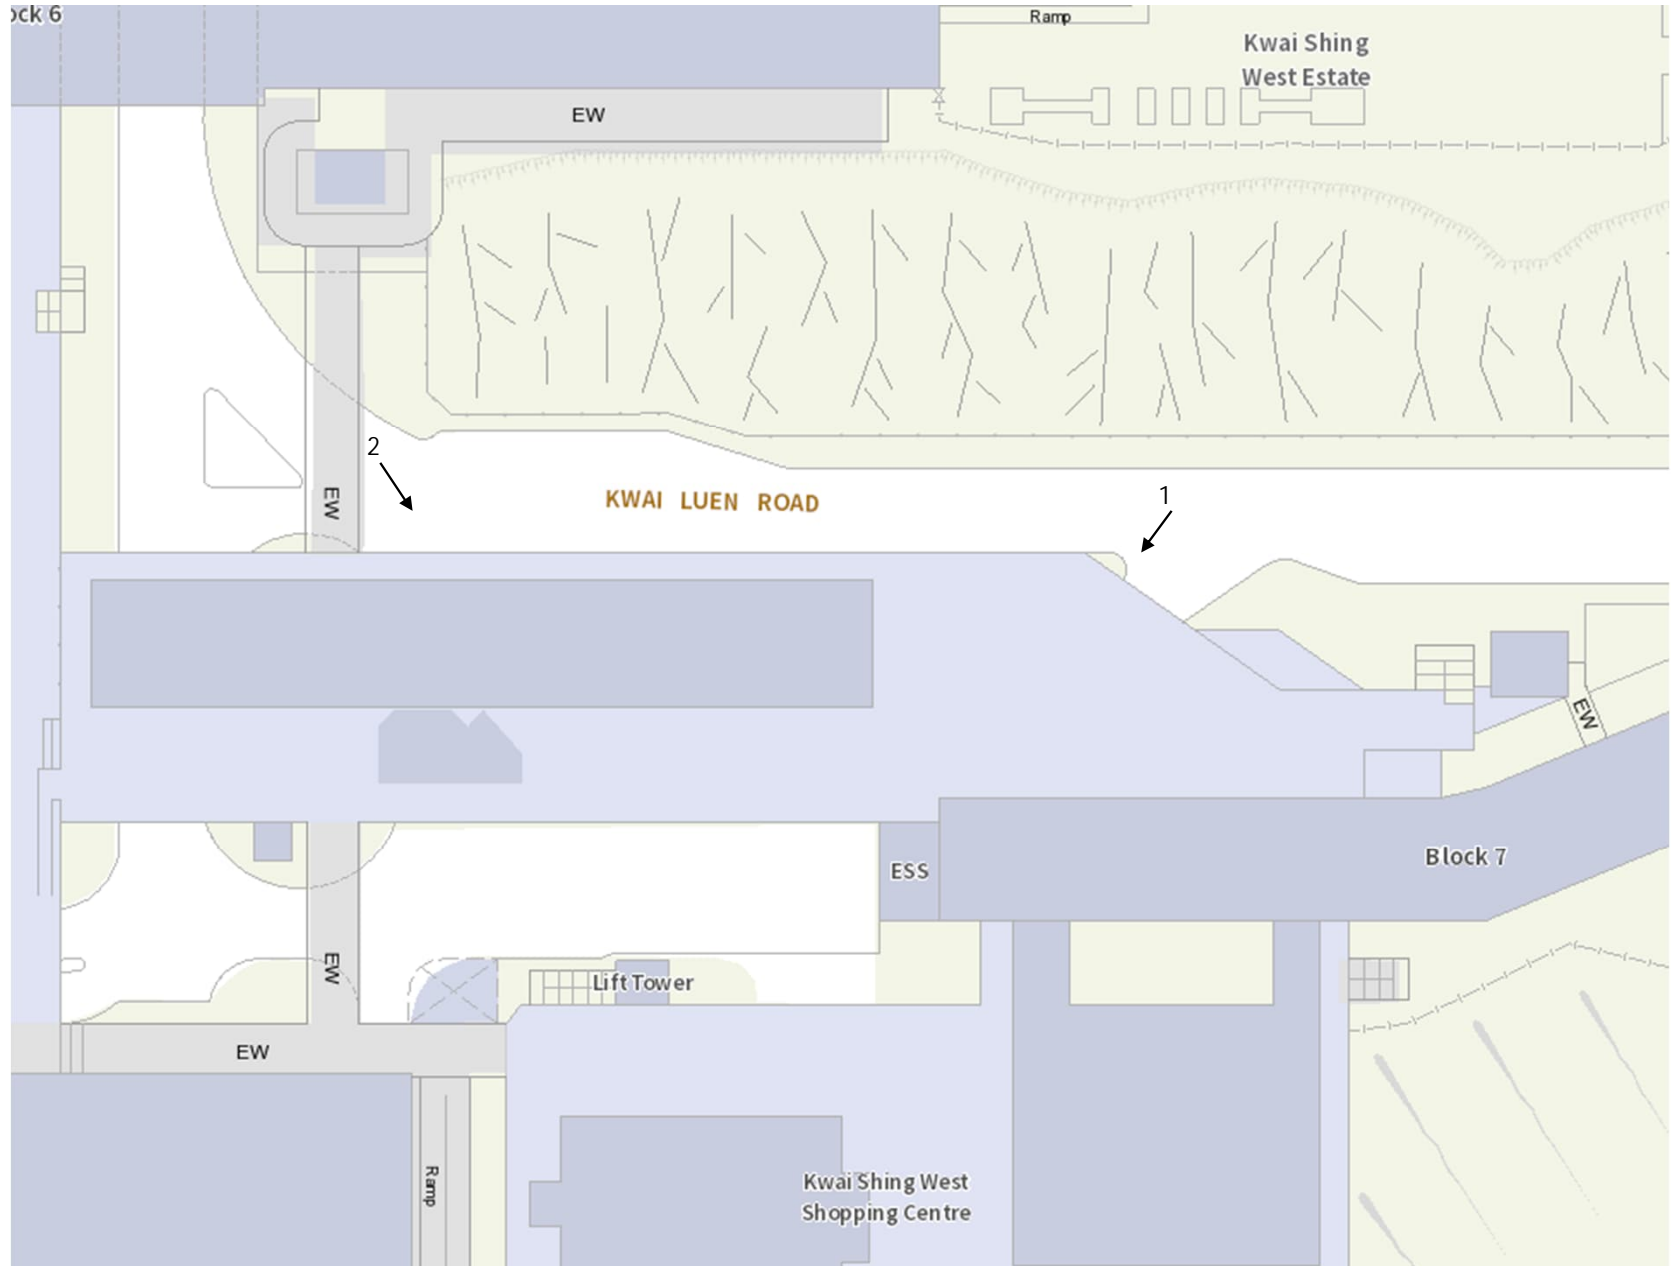 ock 6
Ramp
Kwai Shing
West Estate
EW
2
EW
KWAI LUEN ROAD
1
EW
Block 7
ESS
EW
Lift Tower
EW
Ramp
Kwai Shing West
Shopping Centre